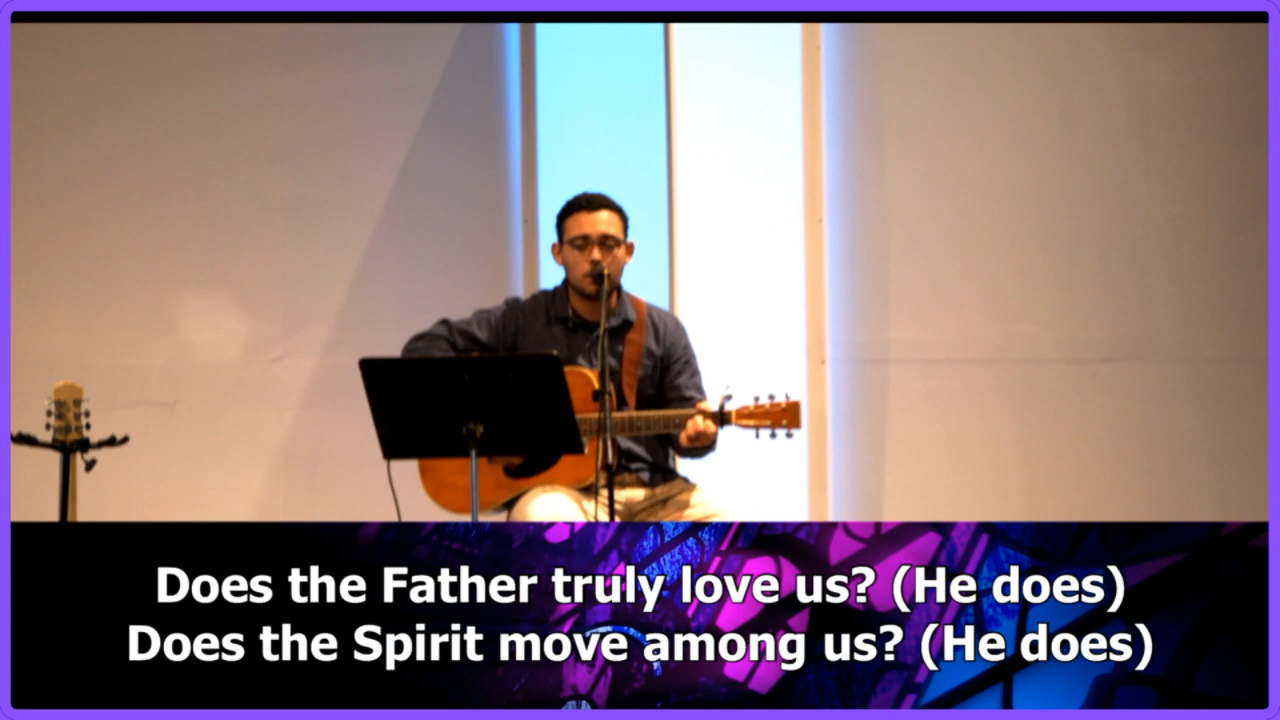 Does the Father truly love us? (He does)
Does the Spirit move among us? (He does)